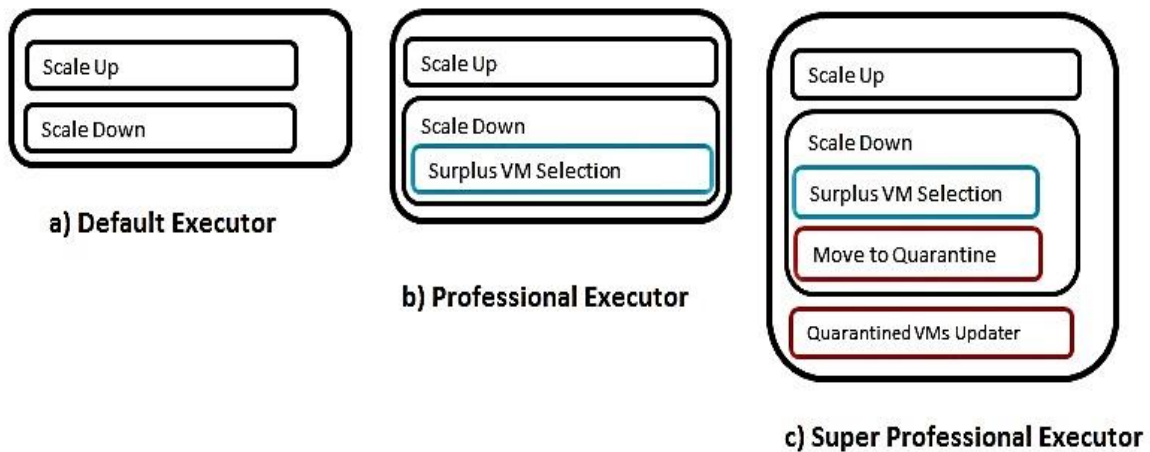 Scale Up
Scale Down
a) Default Executor
Scale Up
Scale Down
Surplus VM Selection
b) Professional Executor
Scale Up
Scale Down
Surplus VM Selection
Move to Quarantine
Quarantined VMs Updater
c) Super Professional Executor